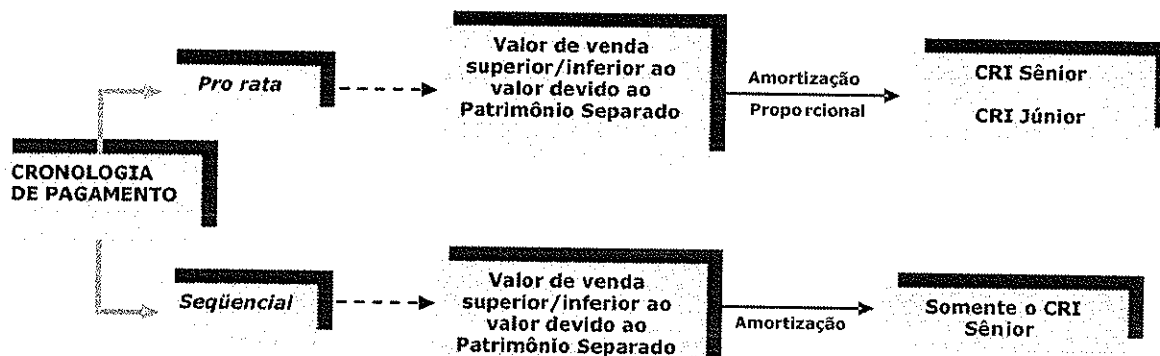 CRONOLOGIA
DE PAGAMENTO
Pro rata
Valor de venda
superior/inferior ao
valor devido ao
Patrimônio Separado
Amortização
Proporcional
CRI Sênior
CRI Júnior
Seqüencial
Valor de venda
superior/inferior ao
valor devido ao
Patrimônio Separado
Amortização
Somente o CRI
Sênior